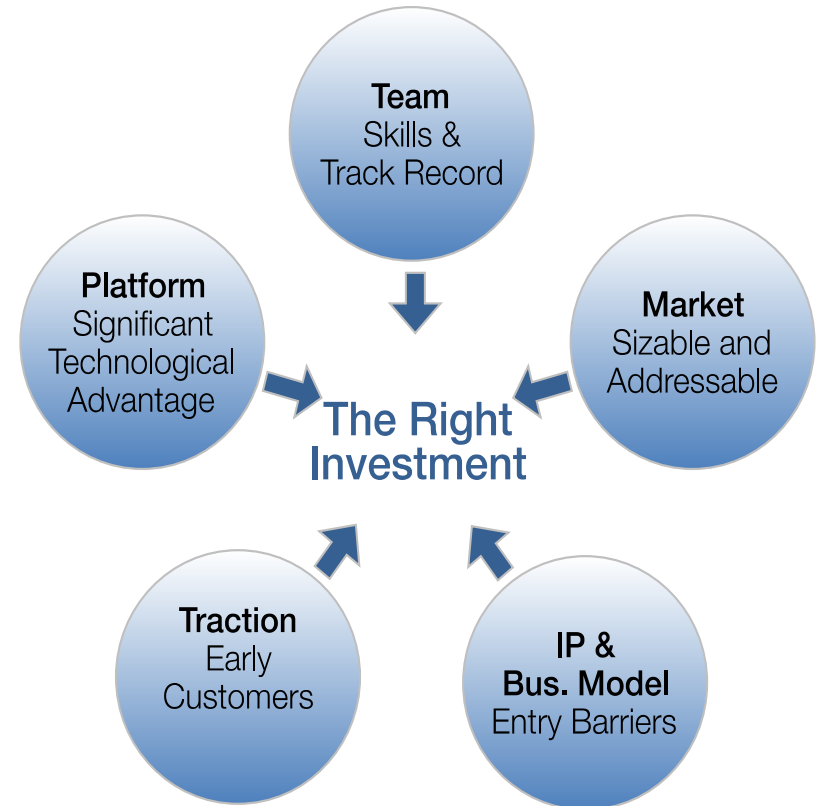 Team
Skills &
Track Record
Platform
Significant
Technological
Advantage
Market
Sizable and
Addressable
The Right
Investment
Traction
Early
Customers
IP &
Bus. Model
Entry Barriers